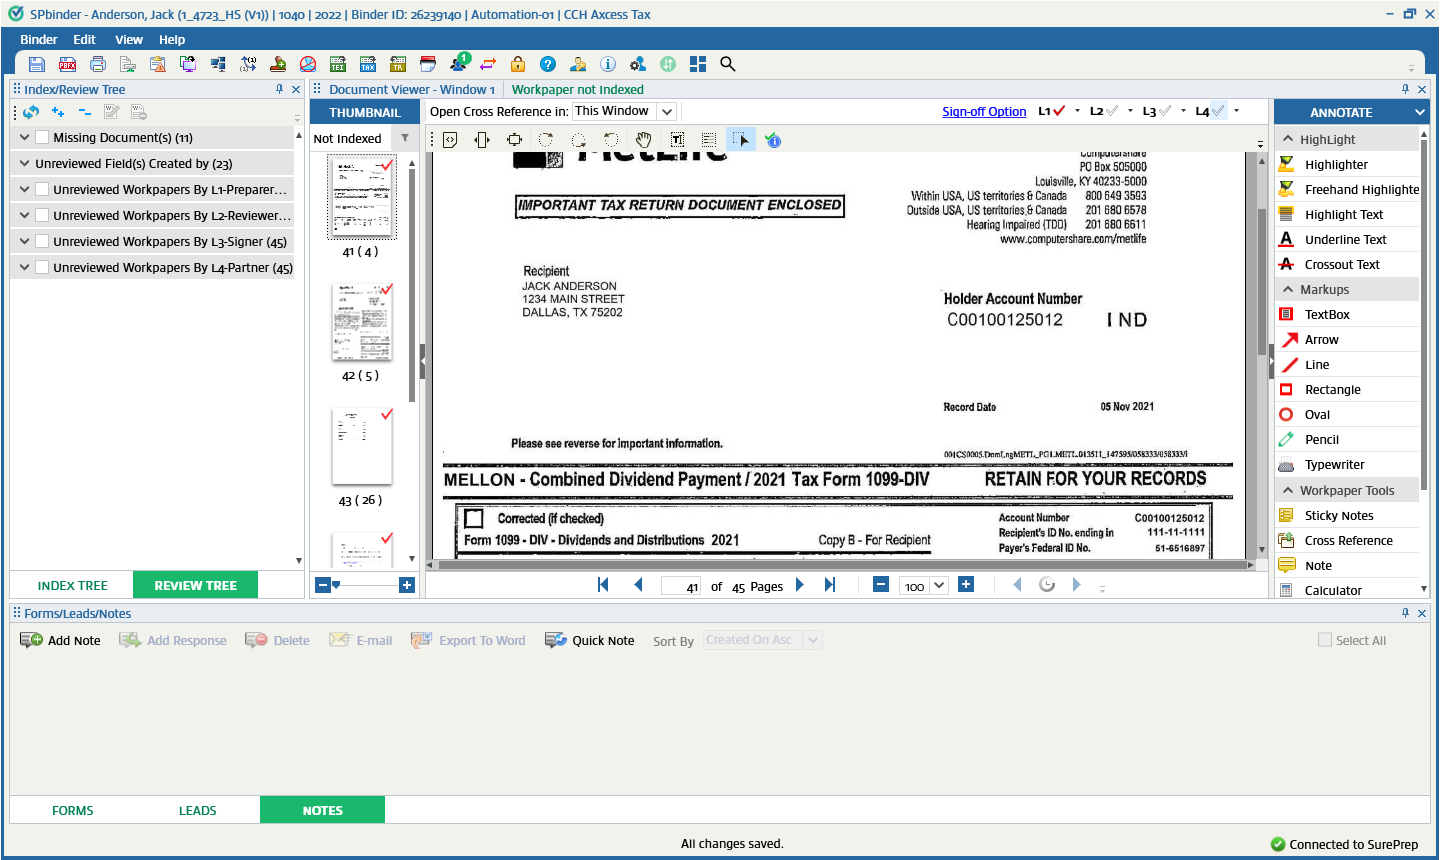 SPbinder - Anderson, Jack (1_4723_HS (V1)) | 1040 | 2022 | Binder ID: 26239140 | Automation-01 | CCH Axcess Tax
Binder Edit View Help
PBFX
TEI
TAX
TR
1
Index/Review Tree
Missing Document(s) (11)
Unreviewed Field(s) Created by (23)
Unreviewed Workpapers By L1-Preparer...
Unreviewed Workpapers By L2-Reviewer...
Unreviewed Workpapers By L3-Signer (45)
Unreviewed Workpapers By L4-Partner (45)
INDEX TREE
REVIEW TREE
Document Viewer - Window 1
Workpaper not Indexed
THUMBNAIL
Not Indexed
41 ( 4 )
42 ( 5 )
43 ( 26 )
Open Cross Reference in: This Window
Sign-off Option L1 L2 L3 L4
MetLife
Computershare
PO Box 505000
Louisville, KY 40233-5000
Within USA, US territories & Canada 800 649 3593
Outside USA, US territories & Canada 201 680 6578
Hearing Impaired (TDD) 201 680 6611
www.computershare.com/metlife
IMPORTANT TAX RETURN DOCUMENT ENCLOSED
Recipient
JACK ANDERSON
1234 MAIN STREET
DALLAS, TX 75202
Holder Account Number
C00100125012 IND
Record Date 05 Nov 2021
Please see reverse for important information.
001CS0005.DomLngMETL_PG1.METL.013511_147595/058333/058333/i
MELLON - Combined Dividend Payment / 2021 Tax Form 1099-DIV RETAIN FOR YOUR RECORDS
Corrected (if checked)
Form 1099 - DIV - Dividends and Distributions 2021 Copy B - For Recipient
Account Number C00100125012
Recipient's ID No. ending in 111-11-1111
Payer's Federal ID No. 51-6516897
41 of 45 Pages
100
ANNOTATE
HighLight
Highlighter
Freehand Highlighte
Highlight Text
Underline Text
Crossout Text
Markups
TextBox
Arrow
Line
Rectangle
Oval
Pencil
Typewriter
Workpaper Tools
Sticky Notes
Cross Reference
Note
Calculator
Forms/Leads/Notes
Add Note Add Response Delete E-mail Export To Word Quick Note Sort By Created On Asc Select All
FORMS LEADS NOTES
All changes saved.
Connected to SurePrep